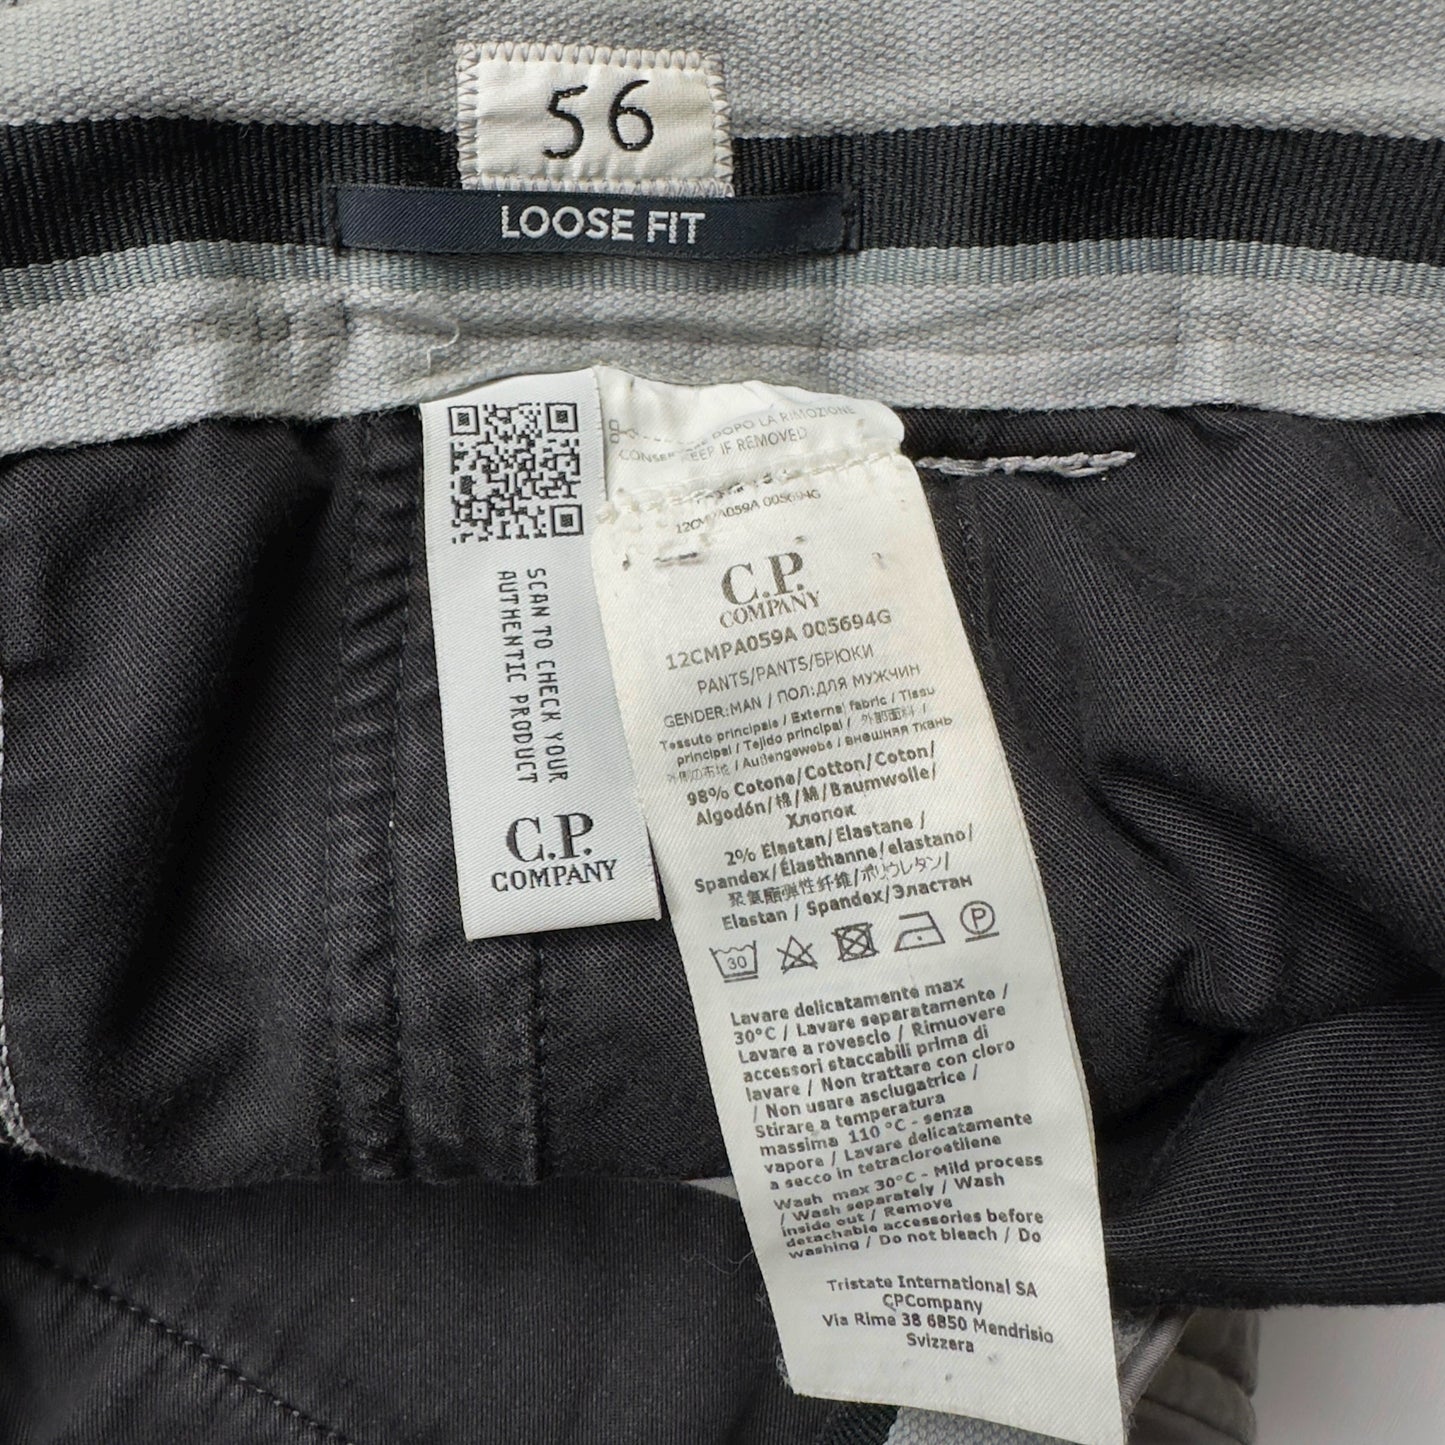 56
LOOSE FIT
SCAN TO CHECK YOUR
AUTHENTIC PRODUCT
C.P.
COMPANY
DOPO LA RIMOZIONE
KEEP IF REMOVED
005694G
C.P.
COMPANY
12CMPA059A 005694G
PANTS/PANTS/БРЮКИ
GENDER:MAN / ПОЛ:ДЛЯ МУЖЧИН
Tessuto principale / External fabric / Tissu
principal / Tejido principal / 外部面料 /
外側の布地 / Außengewebe / внешняя ткань
98% Cotone/Cotton/Coton/
Algodón/棉/綿/Baumwolle/
Хлопок
2% Elastan/Elastane /
Spandex/Élasthanne/elastano/
聚氨酯弹性纤维/ポリウレタン/
Elastan / Spandex/Эластан
30
P
Lavare delicatamente max
30°C / Lavare separatamente /
Lavare a rovescio / Rimuovere
accessori staccabili prima di
lavare / Non trattare con cloro
/ Non usare asciugatrice /
Stirare a temperatura
massima 110 °C - senza
vapore / Lavare delicatamente
a secco in tetracloroetilene
Wash max 30°C - Mild process
/ Wash separately / Wash
inside out / Remove
detachable accessories before
washing / Do not bleach / Do
Tristate International SA
CPCompany
Via Rime 38 6850 Mendrisio
Svizzera